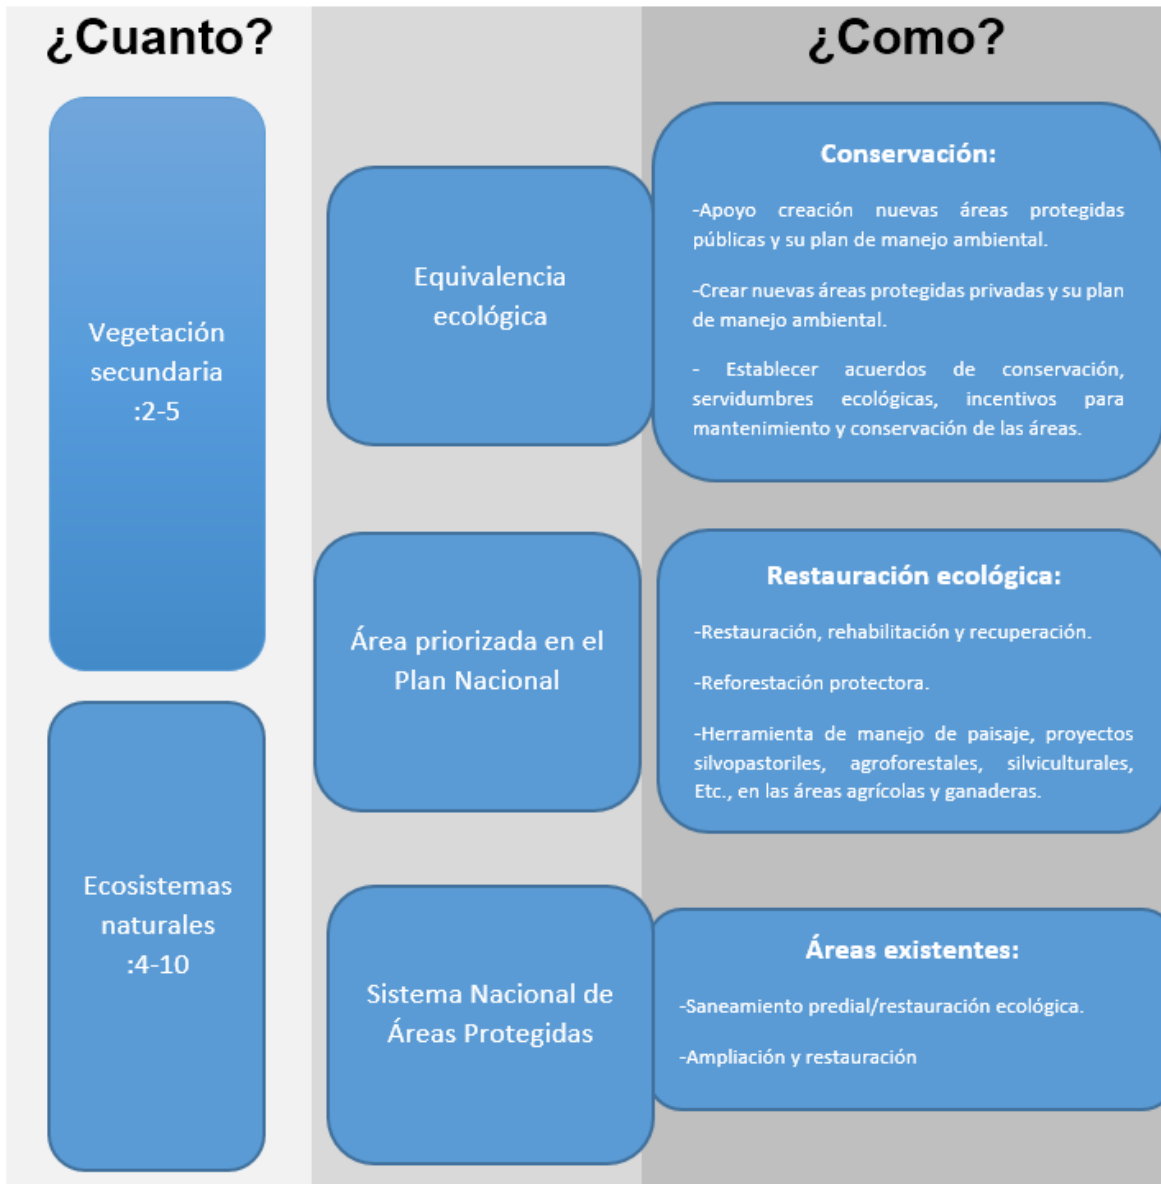 ¿Cuanto?
Vegetación
secundaria
:2-5
Ecosistemas
naturales
:4-10
Equivalencia
ecológica
Área priorizada en el
Plan Nacional
Sistema Nacional de
Áreas Protegidas
¿Como?
Conservación:
-Apoyo creación nuevas áreas protegidas
públicas y su plan de manejo ambiental.
-Crear nuevas áreas protegidas privadas y su plan
de manejo ambiental.
- Establecer acuerdos de conservación,
servidumbres ecológicas, incentivos para
mantenimiento y conservación de las áreas.
Restauración ecológica:
-Restauración, rehabilitación y recuperación.
-Reforestación protectora.
-Herramienta de manejo de paisaje, proyectos
silvopastoriles, agroforestales, silviculturales,
Etc., en las áreas agrícolas y ganaderas.
Áreas existentes:
-Saneamiento predial/restauración ecológica.
-Ampliación y restauración